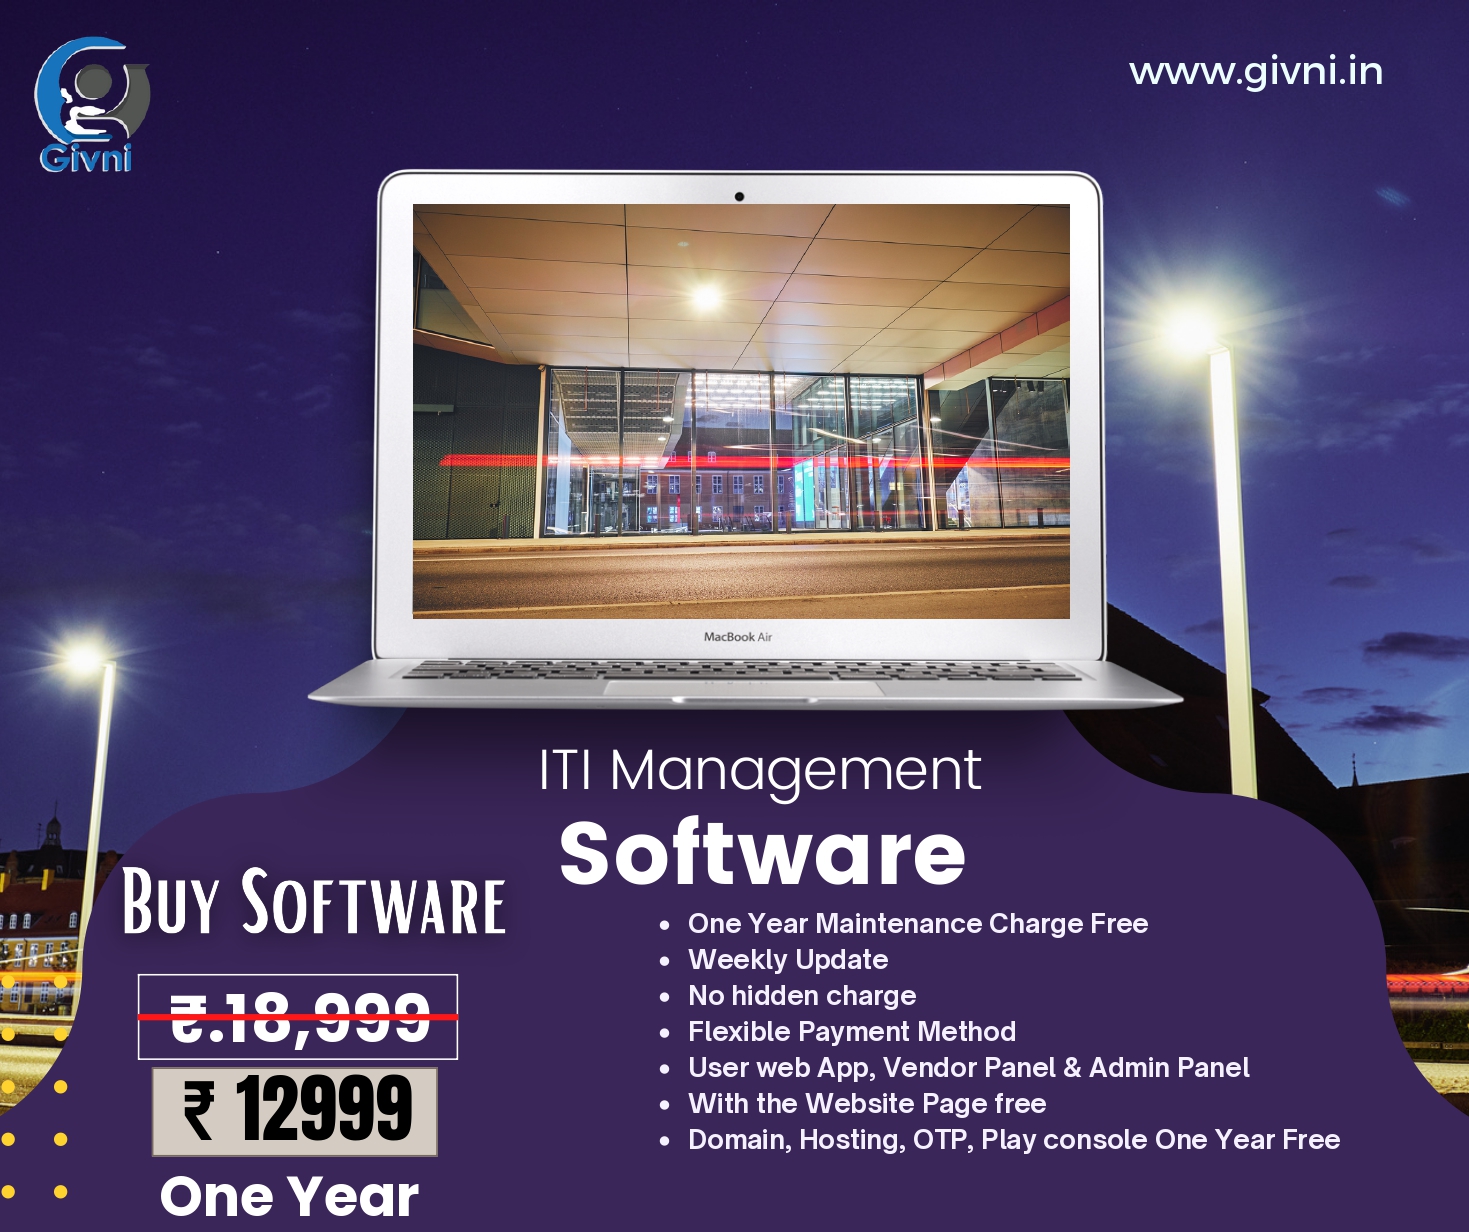 Givni
www.givni.in
MacBook Air
ITI Management
Software
BUY SOFTWARE
₹.18,999
₹ 12999
One Year
• One Year Maintenance Charge Free
• Weekly Update
• No hidden charge
• Flexible Payment Method
• User web App, Vendor Panel & Admin Panel
• With the Website Page free
• Domain, Hosting, OTP, Play console One Year Free